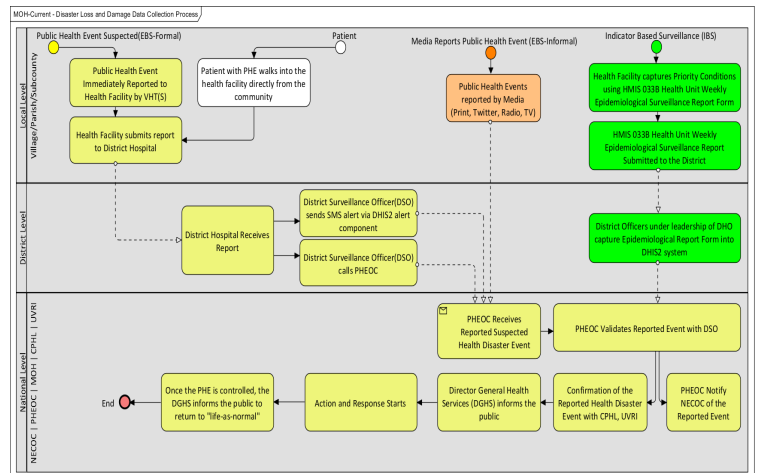 MOH-Current - Disaster Loss and Damage Data Collection Process
Local Level
Village/Parish/Subcounty
Public Health Event Suspected(EBS-Formal)
Patient
Media Reports Public Health Event (EBS-Informal)
Indicator Based Surveillance (IBS)
Public Health Event
Immediately Reported to
Health Facility by VHT(S)
Patient with PHE walks into the
health facility directly from the
community
Public Health Events
reported by Media
(Print, Twitter, Radio, TV)
Health Facility captures Priority Conditions
using HMIS 033B Health Unit Weekly
Epidemiological Surveillance Report Form
Health Facility submits report
to District Hospital
HMIS 033B Health Unit Weekly
Epidemiological Surveillance Report
Submitted to the District
District Level
District Hospital Receives
Report
District Surveillance Officer(DSO)
sends SMS alert via DHIS2 alert
component
District Surveillance Officer(DSO)
calls PHEOC
District Officers under leadership of DHO
capture Epidemiological Report Form into
DHIS2 system
National Level
NECOC | PHEOC | MOH | CPHL | UVRI
PHEOC Receives
Reported Suspected
Health Disaster Event
PHEOC Validates Reported Event with DSO
End
Once the PHE is controlled, the
DGHS informs the public to
return to "life-as-normal"
Action and Response Starts
Director General Health
Services (DGHS) informs the
public
Confirmation of the
Reported Health Disaster
Event with CPHL, UVRI
PHEOC Notify
NECOC of the
Reported Event